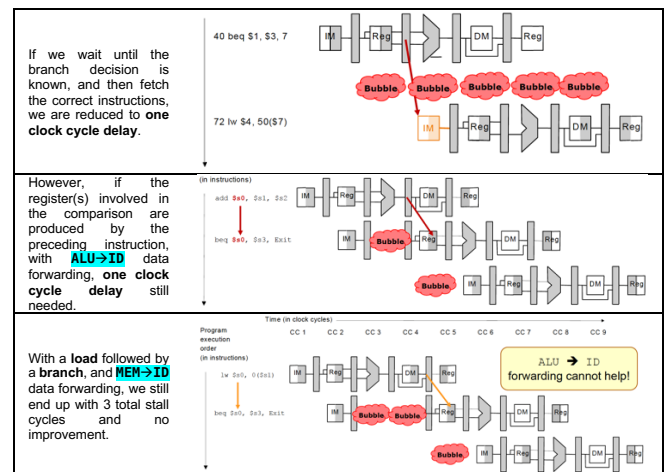 If we wait until the
branch decision is
known, and then fetch
the correct instructions,
we are reduced to one
clock cycle delay.
40 beq $1, $3, 7
IM
Reg
DM
Reg
Bubble
Bubble
Bubble
Bubble
Bubble
72 lw $4, 50($7)
IM
Reg
DM
Reg
However, if the
register(s) involved in
the comparison are
produced by the
preceding instruction,
with ALU→ID data
forwarding, one clock
cycle delay still
needed.
(in instructions)
add $s0, $s1, $s2
IM
Reg
DM
Reg
beq $s0, $s3, Exit
IM
Bubble
Reg
DM
Reg
Bubble
IM
Reg
DM
Reg
With a load followed by
a branch, and MEM→ID
data forwarding, we still
end up with 3 total stall
cycles and no
improvement.
Time (in clock cycles)
Program
execution
order
(in instructions)
CC 1 CC 2 CC 3 CC 4 CC 5 CC 6 CC 7 CC 8 CC 9
lw $s0, 0($s1)
IM
Reg
DM
Reg
ALU → ID
forwarding cannot help!
beq $s0, $s3, Exit
IM
Bubble
Bubble
Reg
DM
Reg
Bubble
IM
Reg
DM
Reg